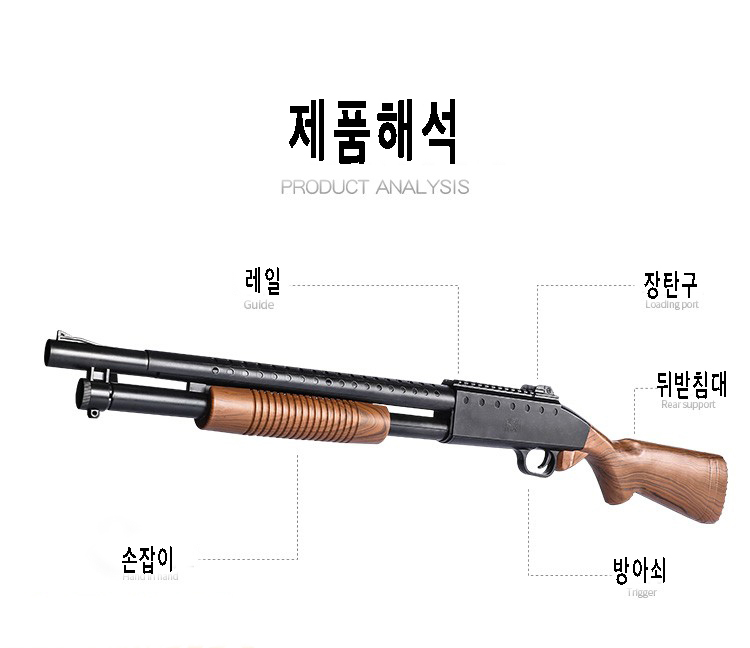 제품해석
PRODUCT ANALYSIS
레일
Guide
장탄구
Loading port
뒤받침대
Rear support
손잡이
Hand in hand
방아쇠
Trigger